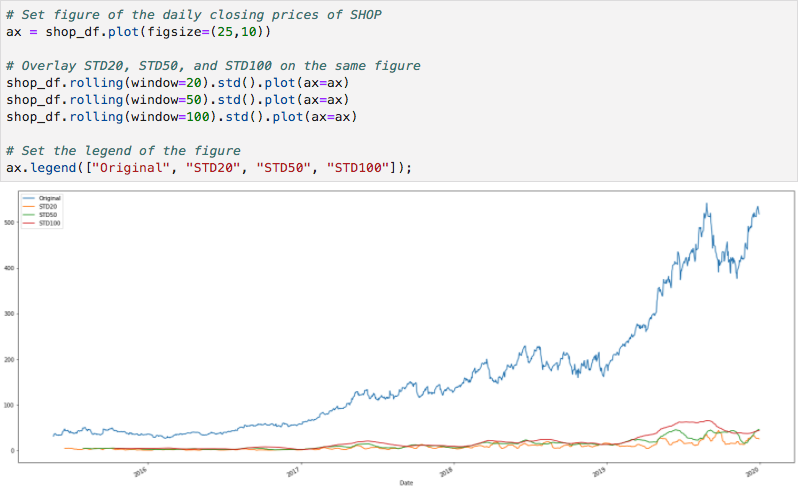 # Set figure of the daily closing prices of SHOP
ax = shop_df.plot(figsize=(25,10))
# Overlay STD20, STD50, and STD100 on the same figure
shop_df.rolling(window=20).std().plot(ax=ax)
shop_df.rolling(window=50).std().plot(ax=ax)
shop_df.rolling(window=100).std().plot(ax=ax)
# Set the legend of the figure
ax.legend(["Original", "STD20", "STD50", "STD100"]);
Original
STD20
STD50
STD100
500
400
300
200
100
0
2016
2017
2018
2019
2020
Date